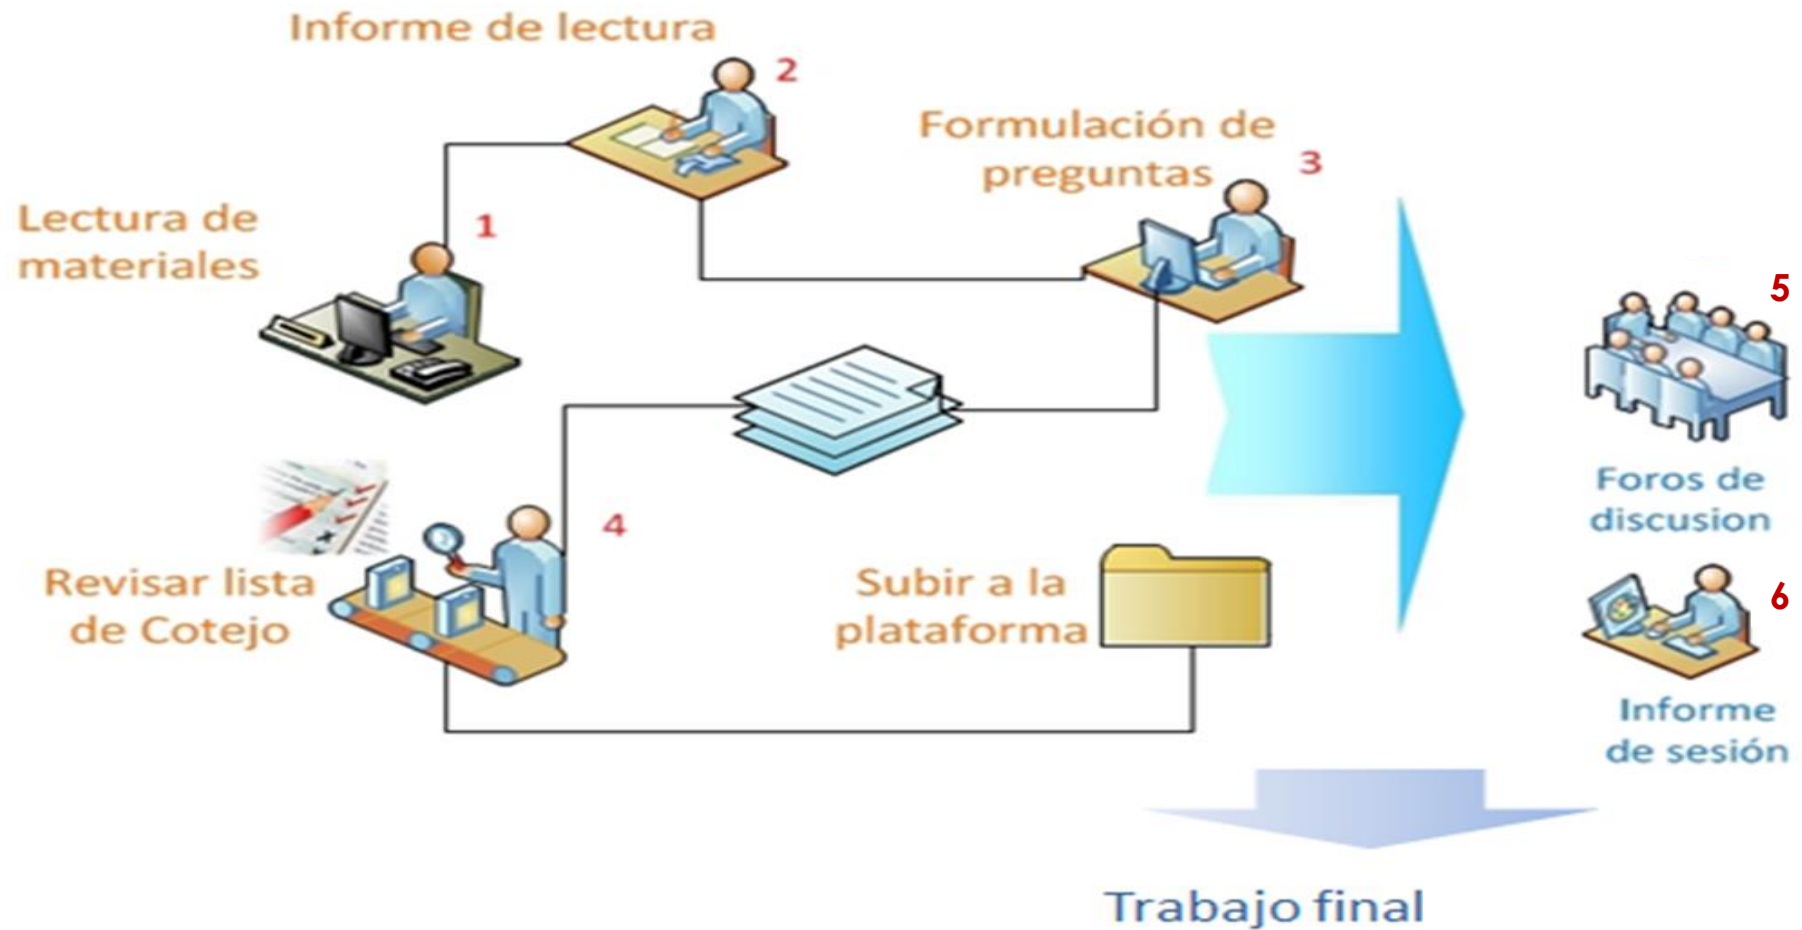 Informe de lectura
2
Formulación de
preguntas
3
Lectura de
materiales
1
5
Foros de
discusion
4
Revisar lista
de Cotejo
Subir a la
plataforma
6
Informe
de sesión
Trabajo final